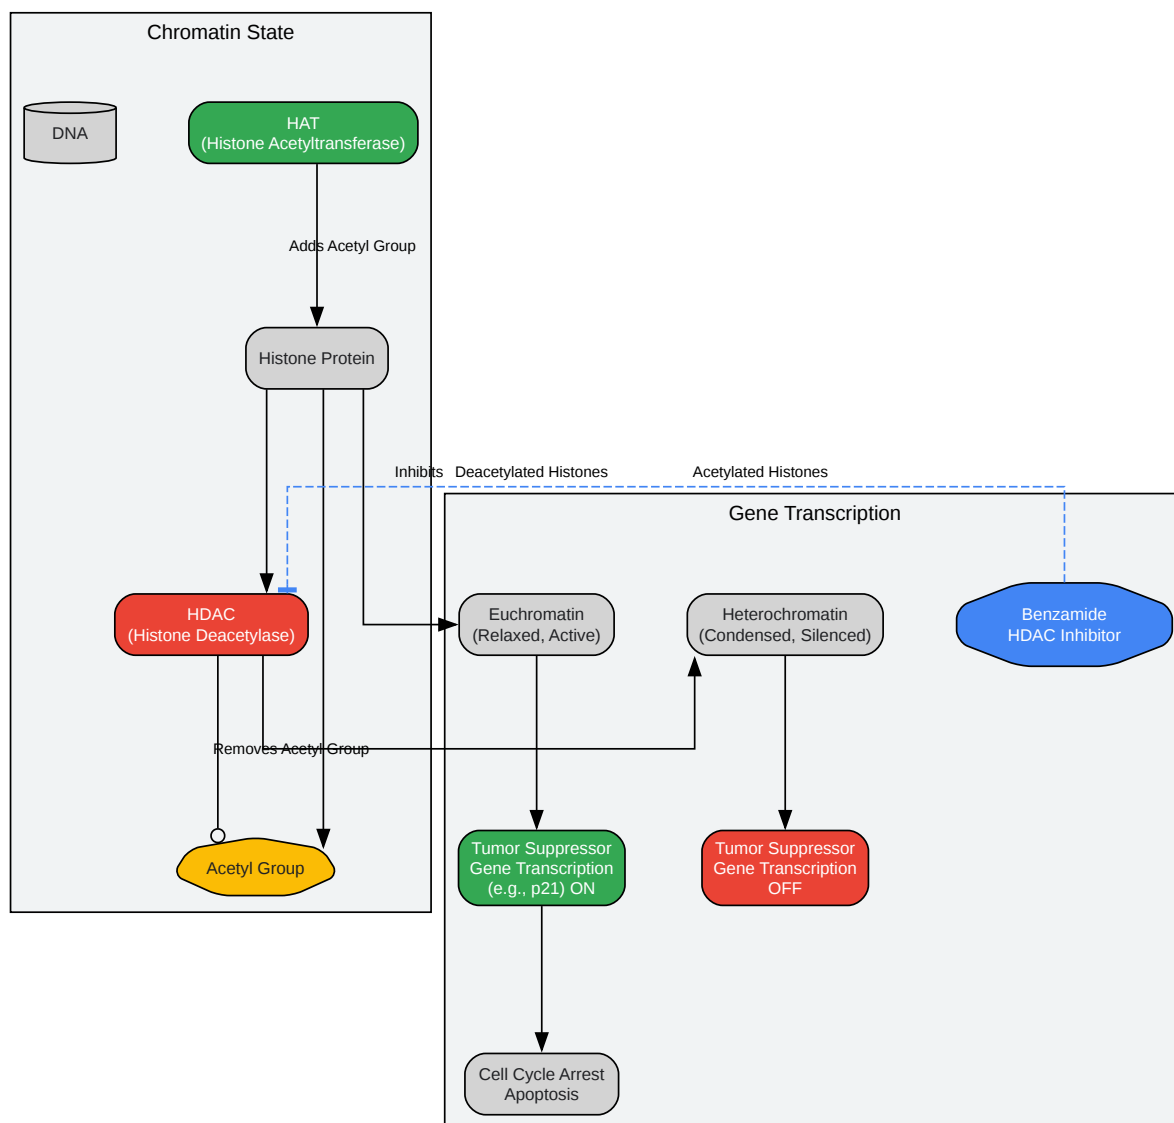 Chromatin State
DNA
HAT
(Histone Acetyltransferase)
Adds Acetyl Group
Histone Protein
Inhibits
Deacetylated Histones
Acetylated Histones
Gene Transcription
HDAC
(Histone Deacetylase)
Euchromatin
(Relaxed, Active)
Heterochromatin
(Condensed, Silenced)
Benzamide
HDAC Inhibitor
Removes Acetyl Group
Acetyl Group
Tumor Suppressor
Gene Transcription
(e.g., p21) ON
Tumor Suppressor
Gene Transcription
OFF
Cell Cycle Arrest
Apoptosis